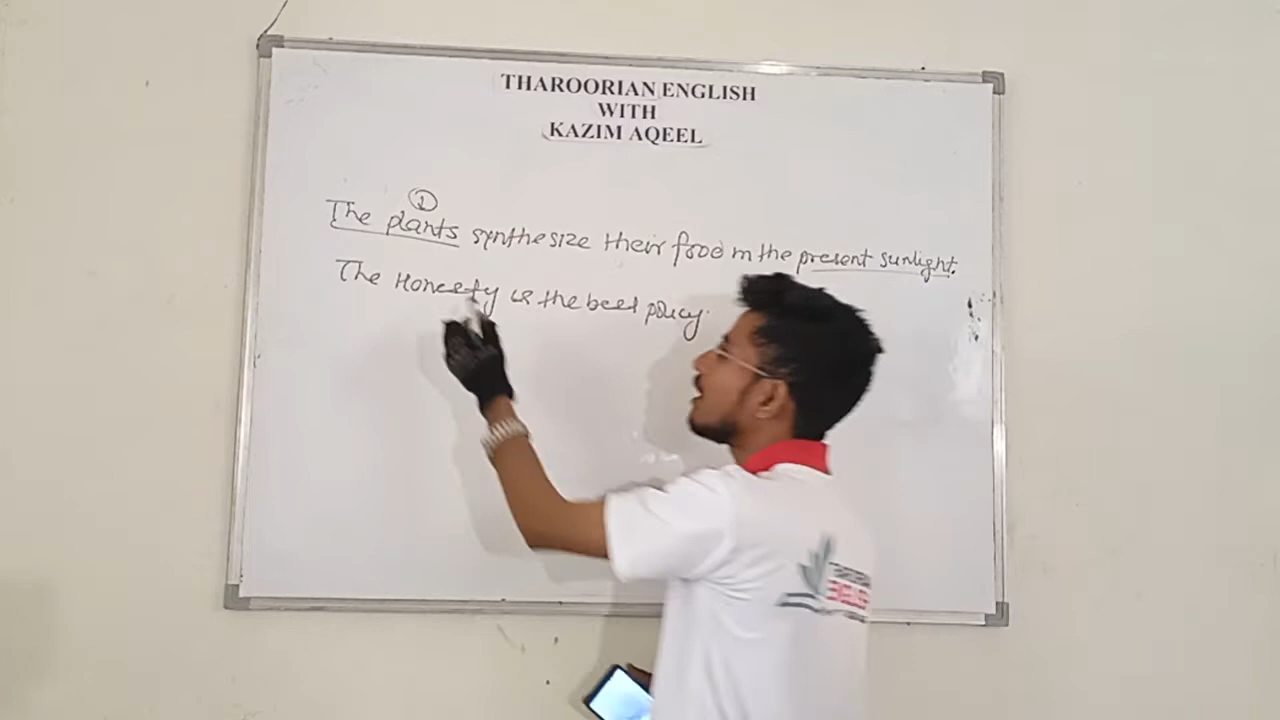 THAROORIAN ENGLISH
WITH
KAZIM AQEEL
1
The plants synthesize their food in the present sunlight.
The Honesty is the best policy.